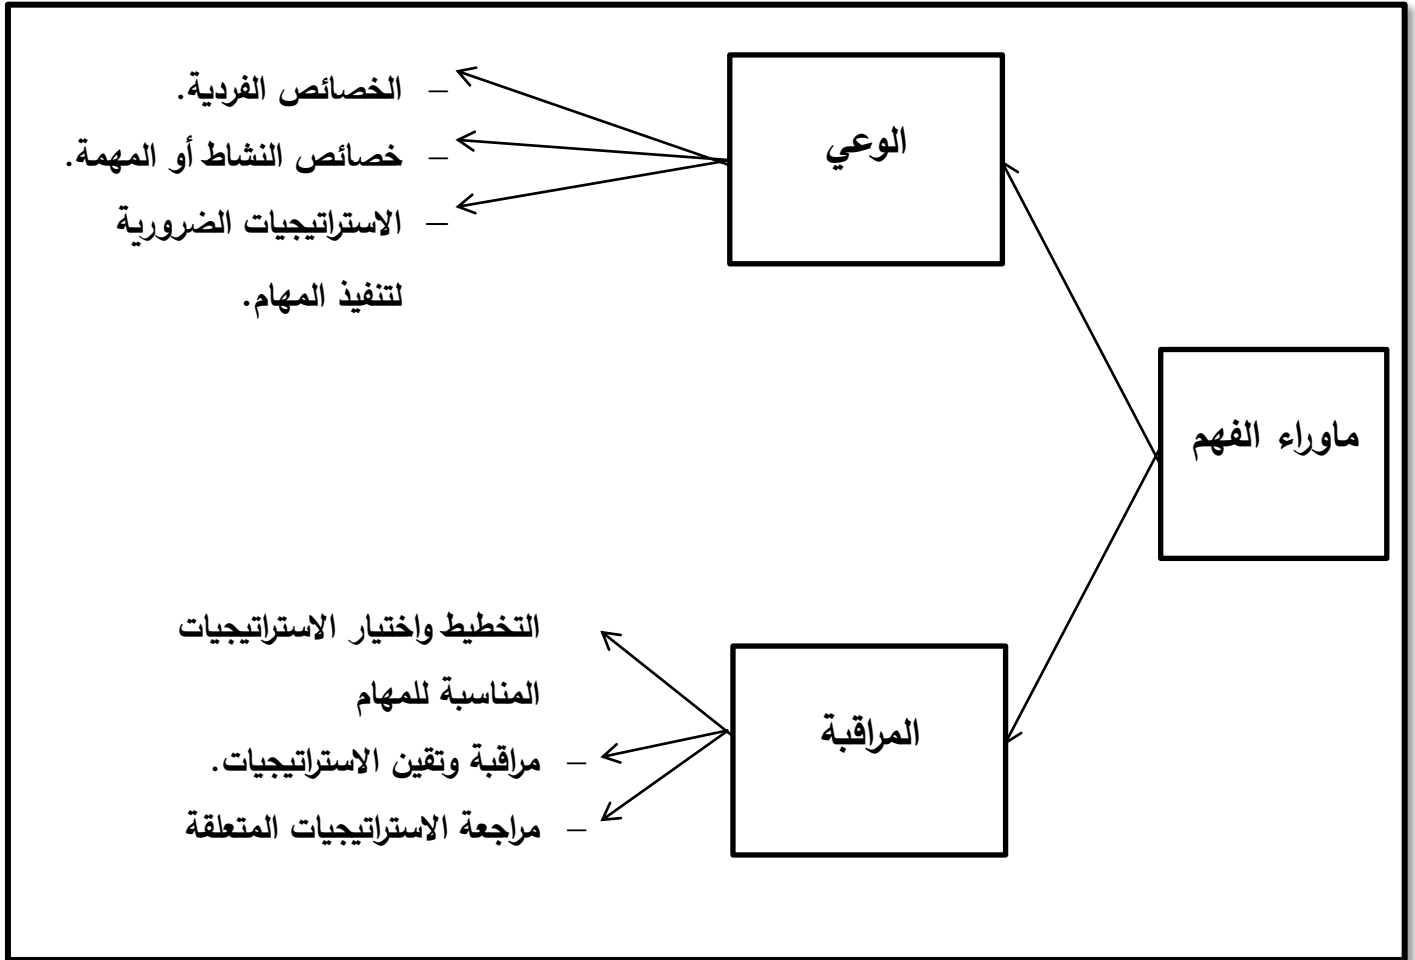 ماوراء الفهم
الوعي
– الخصائص الفردية.
– خصائص النشاط أو المهمة.
– الاستراتيجيات الضرورية
لتنفيذ المهام.
المراقبة
التخطيط واختيار الاستراتيجيات
المناسبة للمهام
– مراقبة وتقين الاستراتيجيات.
– مراجعة الاستراتيجيات المتعلقة